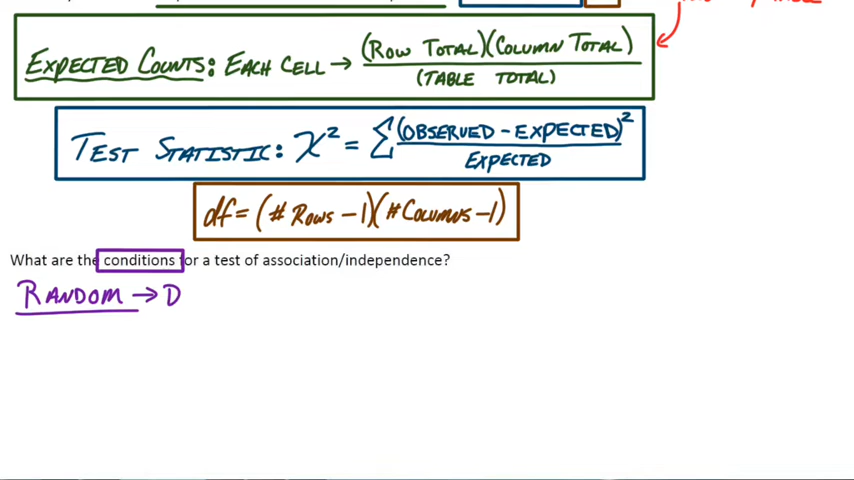 EXPECTED COUNTS: EACH CELL → (ROW TOTAL)(COLUMN TOTAL)
(TABLE TOTAL)
TEST STATISTIC: χ² = Σ (OBSERVED - EXPECTED)²
EXPECTED
df = (# ROWS - 1)(# COLUMNS - 1)
What are the conditions for a test of association/independence?
RANDOM → D